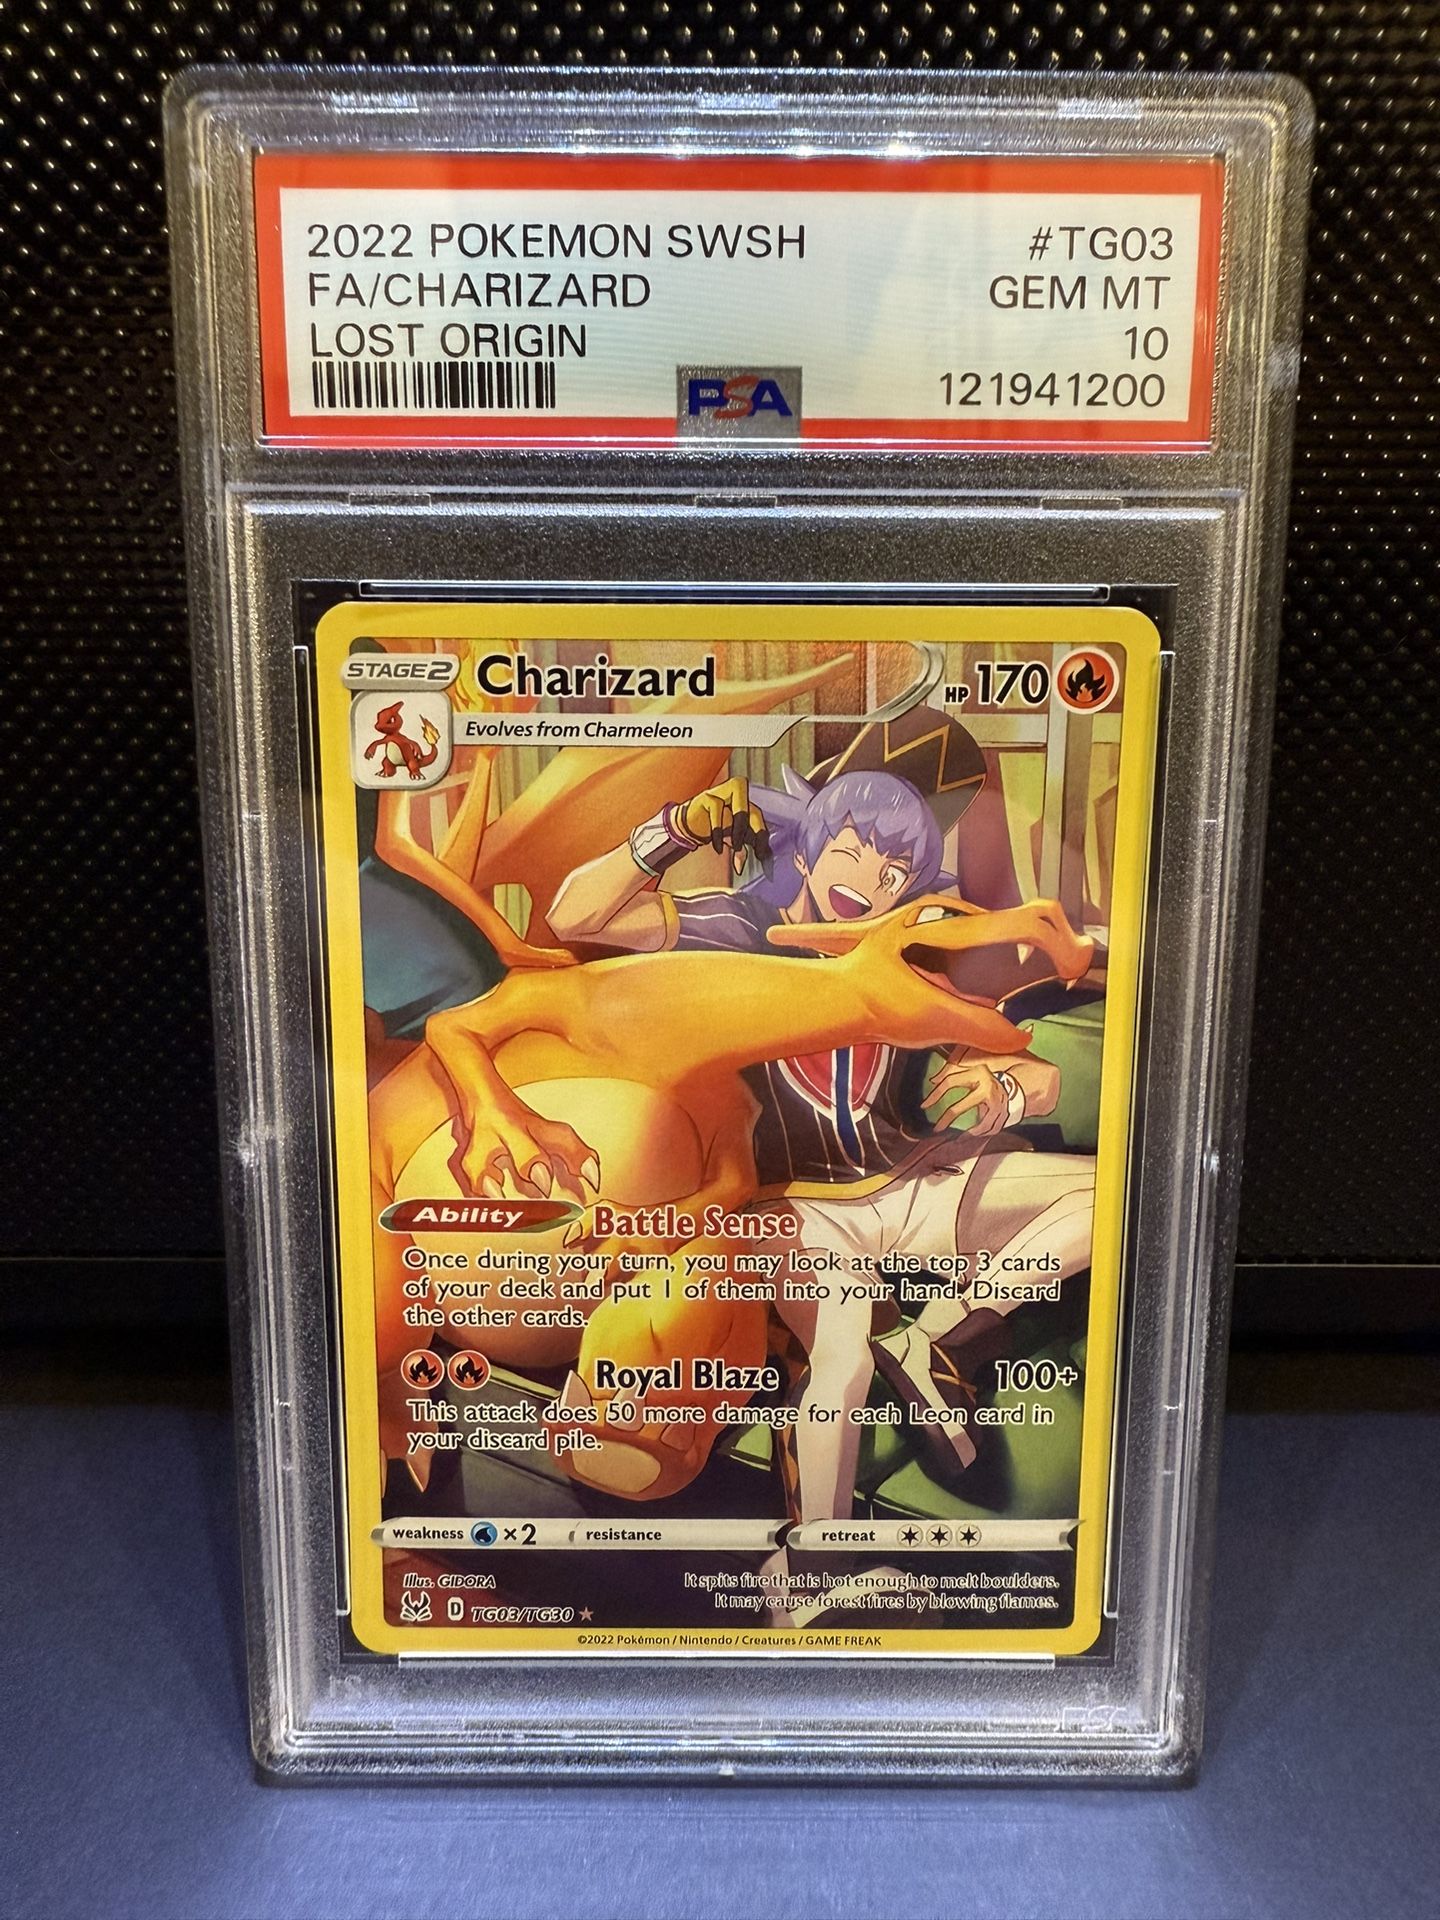 2022 POKEMON SWSH #TG03
FA/CHARIZARD GEM MT
LOST ORIGIN 10
PSA 121941200
STAGE 2 Charizard HP 170
Evolves from Charmeleon
Ability Battle Sense
Once during your turn, you may look at the top 3 cards
of your deck and put 1 of them into your hand. Discard
the other cards.
Royal Blaze 100+
This attack does 50 more damage for each Leon card in
your discard pile.
weakness ×2 resistance retreat
Illus. GIDORA It spits fire that is hot enough to melt boulders.
D TG03/TG30 It may cause forest fires by blowing flames.
©2022 Pokémon / Nintendo / Creatures / GAME FREAK